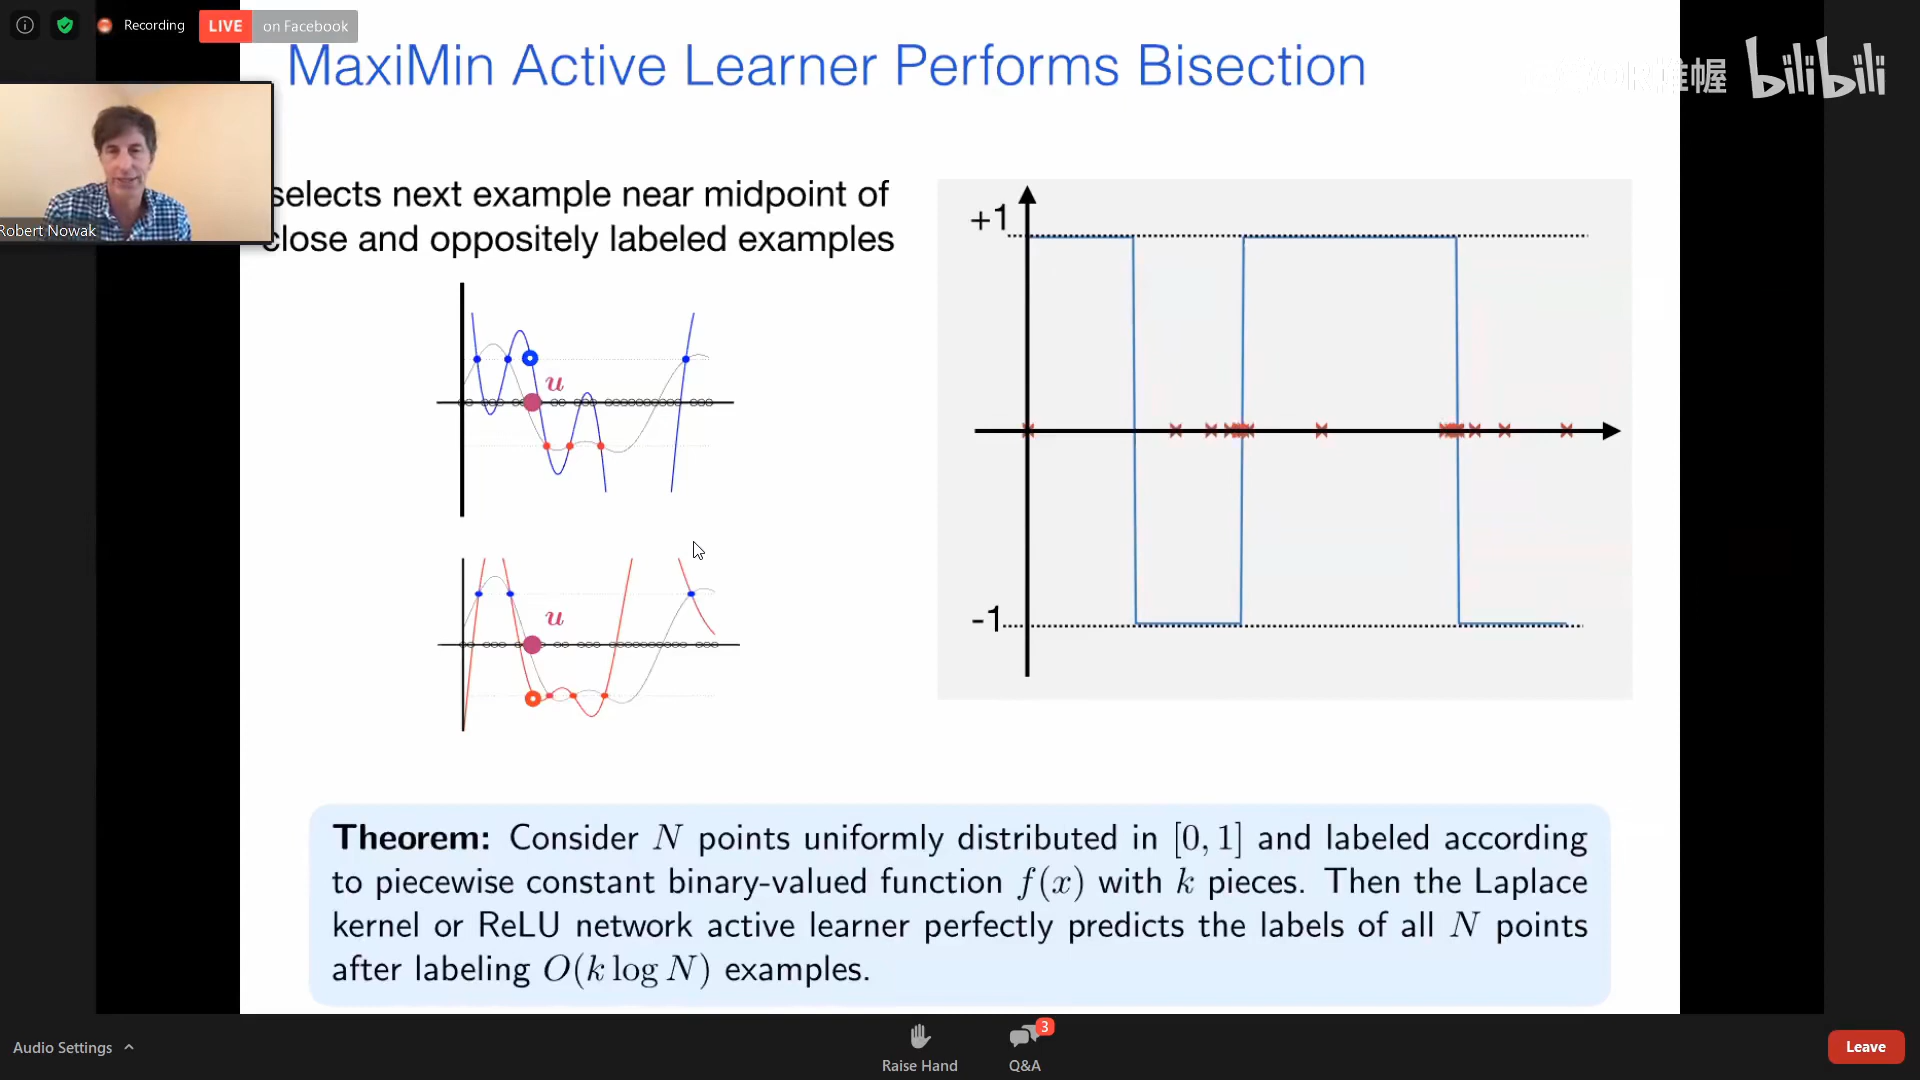 Recording
LIVE on Facebook
MaxiMin Active Learner Performs Bisection
bilibili
selects next example near midpoint of
close and oppositely labeled examples
Robert Nowak
+1
-1
u
u
Theorem: Consider N points uniformly distributed in [0, 1] and labeled according
to piecewise constant binary-valued function f(x) with k pieces. Then the Laplace
kernel or ReLU network active learner perfectly predicts the labels of all N points
after labeling O(k log N) examples.
Audio Settings
Raise Hand
3
Q&A
Leave